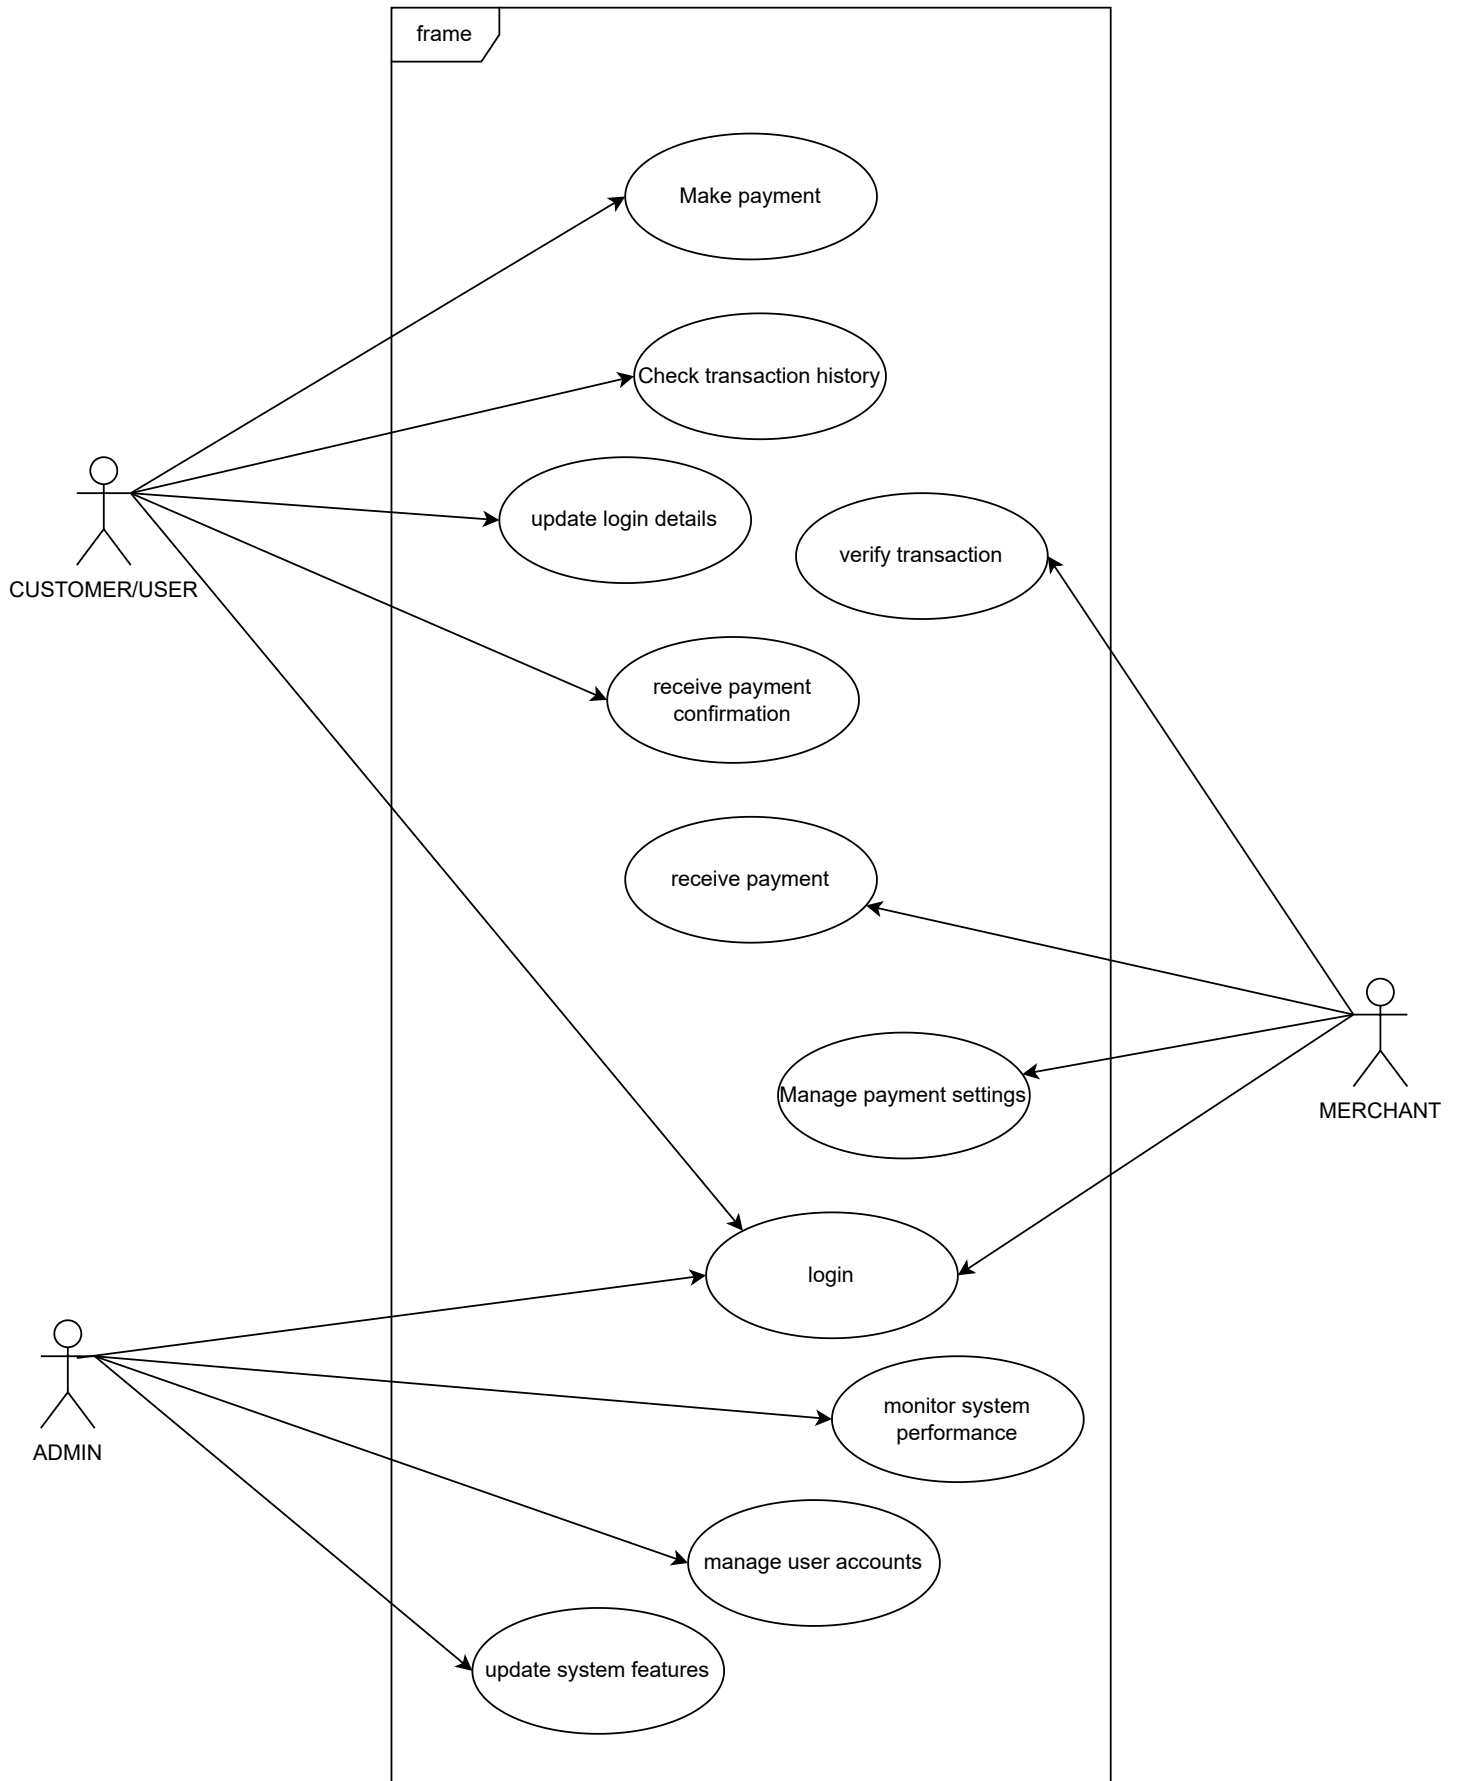 frame
Make payment
Check transaction history
update login details
verify transaction
CUSTOMER/USER
receive payment
confirmation
receive payment
Manage payment settings
MERCHANT
login
monitor system
performance
ADMIN
manage user accounts
update system features